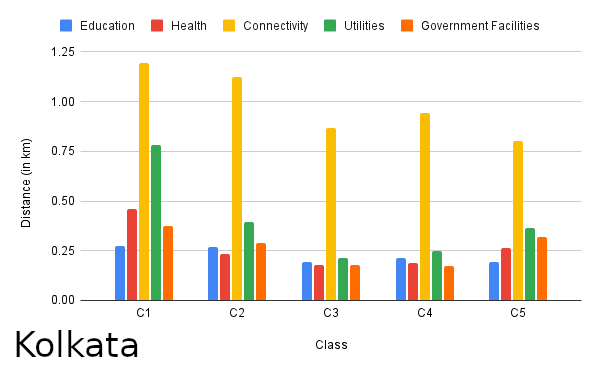 Education Health Connectivity Utilities Government Facilities
1.25
1.00
0.75
0.50
0.25
0.00
Distance (in km)
C1 C2 C3 C4 C5
Class
Kolkata